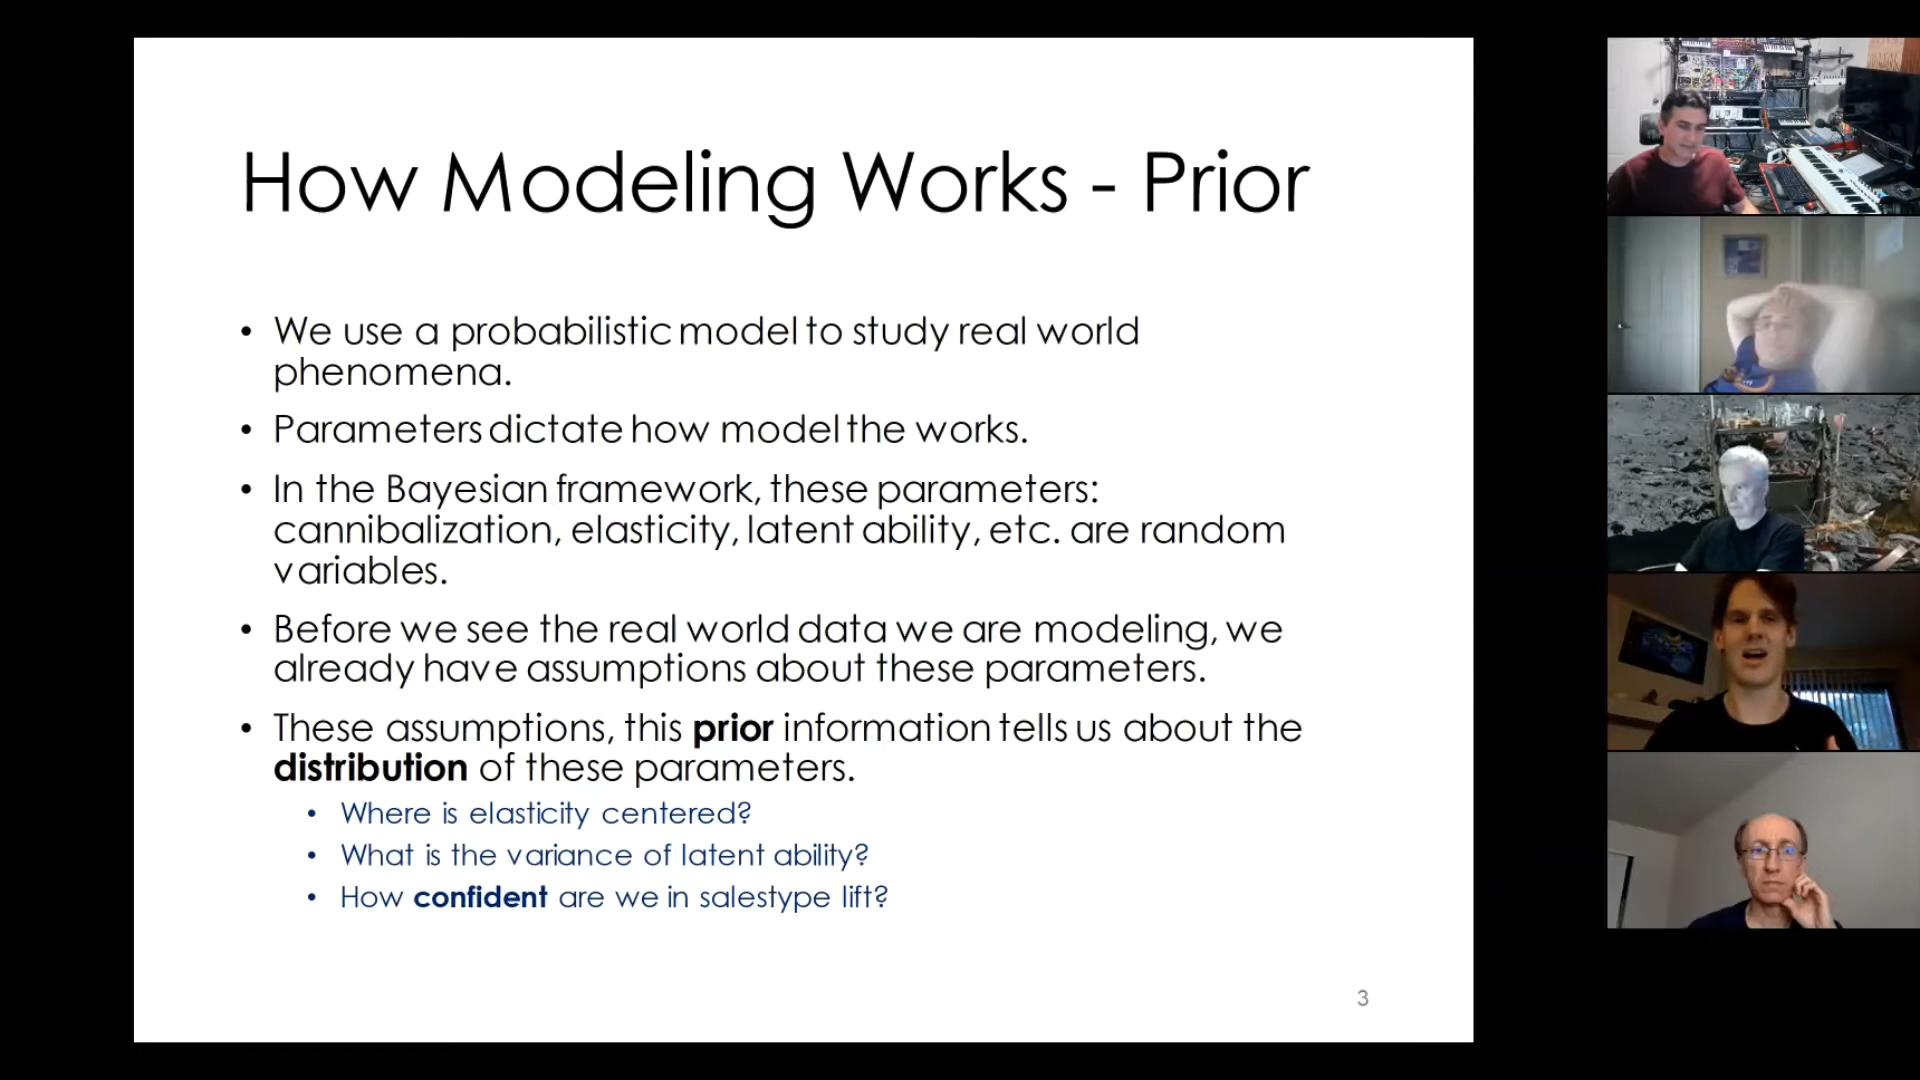 How Modeling Works - Prior
• We use a probabilistic model to study real world
phenomena.
• Parameters dictate how model the works.
• In the Bayesian framework, these parameters:
cannibalization, elasticity, latent ability, etc. are random
variables.
• Before we see the real world data we are modeling, we
already have assumptions about these parameters.
• These assumptions, this prior information tells us about the
distribution of these parameters.
• Where is elasticity centered?
• What is the variance of latent ability?
• How confident are we in salestype lift?
3